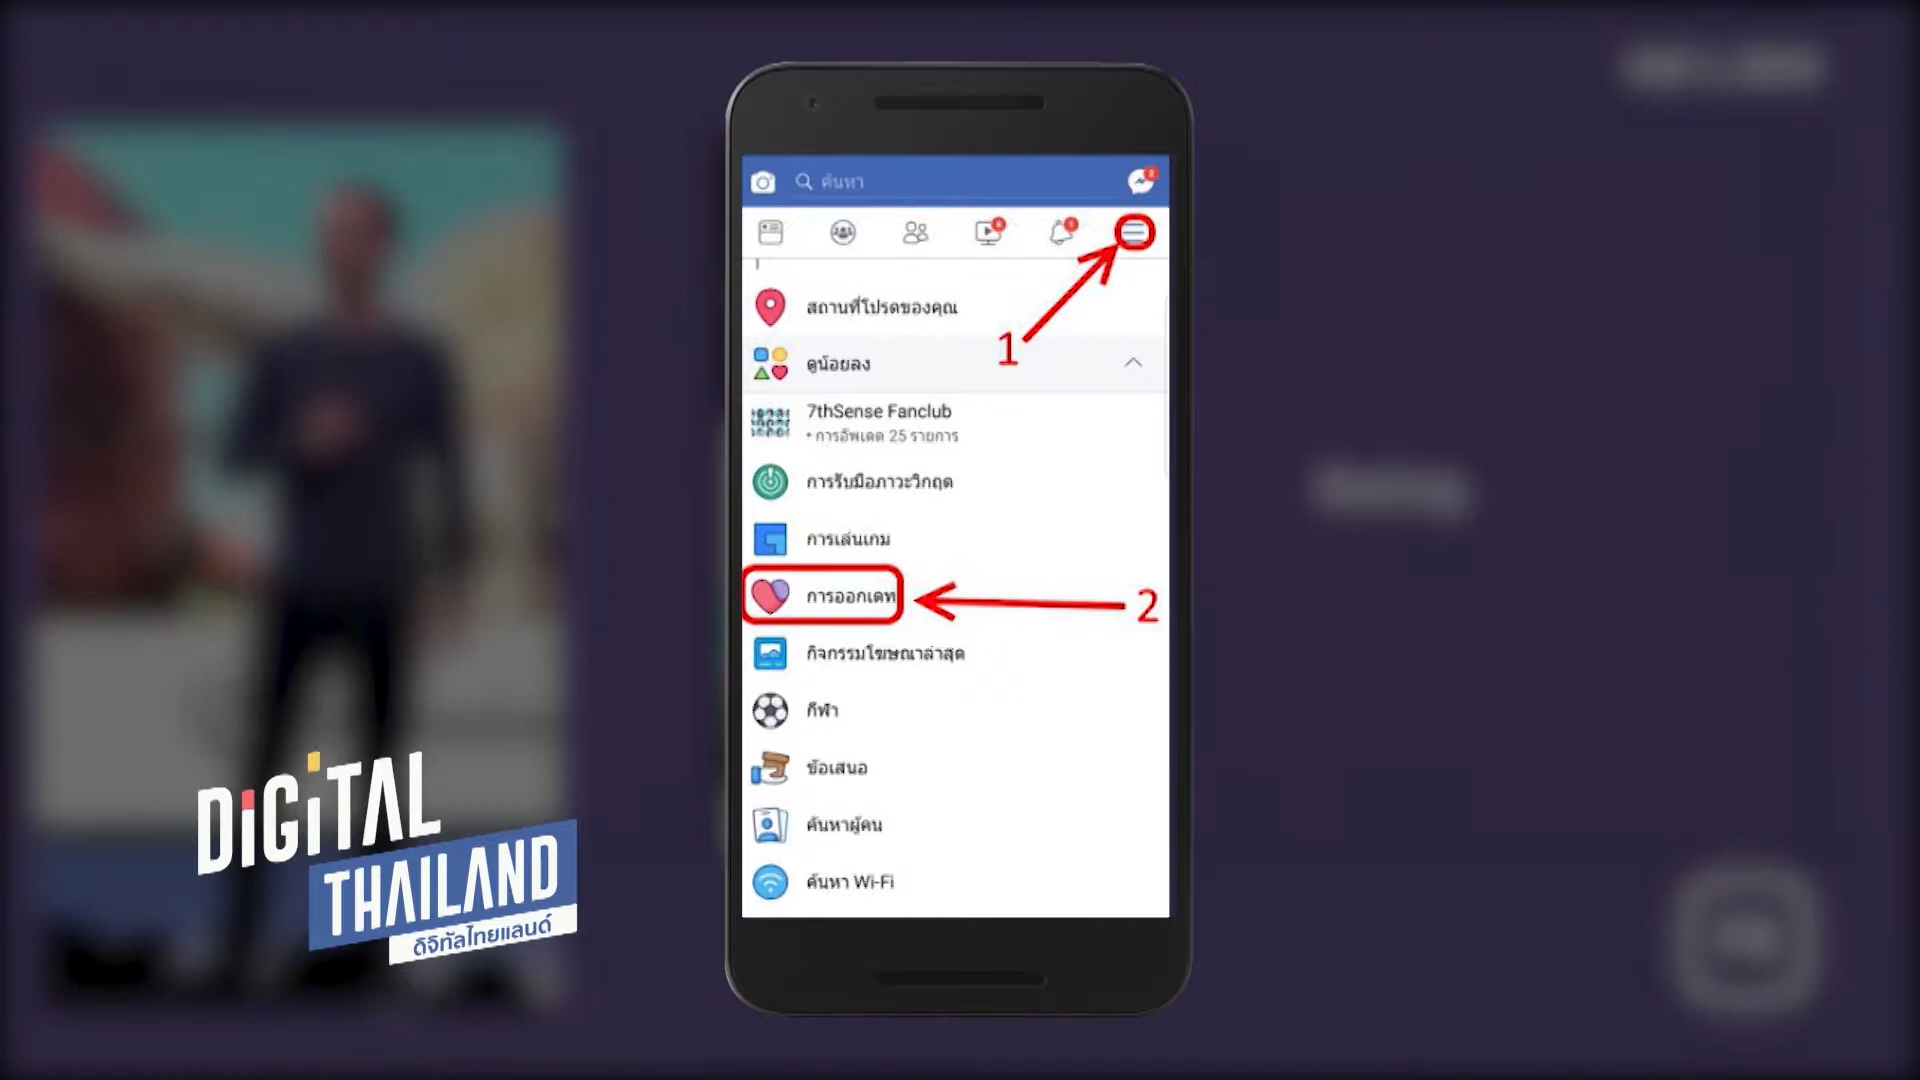 ค้นหา
1
สถานที่โปรดของคุณ
ดูน้อยลง
7thSense Fanclub
• การอัพเดต 25 รายการ
การรับมือภาวะวิกฤต
การเล่นเกม
การออกเดท
2
กิจกรรมโฆษณาล่าสุด
กีฬา
ข้อเสนอ
ค้นหาผู้คน
ค้นหา Wi-Fi
DiGiTAL
THAILAND
ดิจิทัลไทยแลนด์